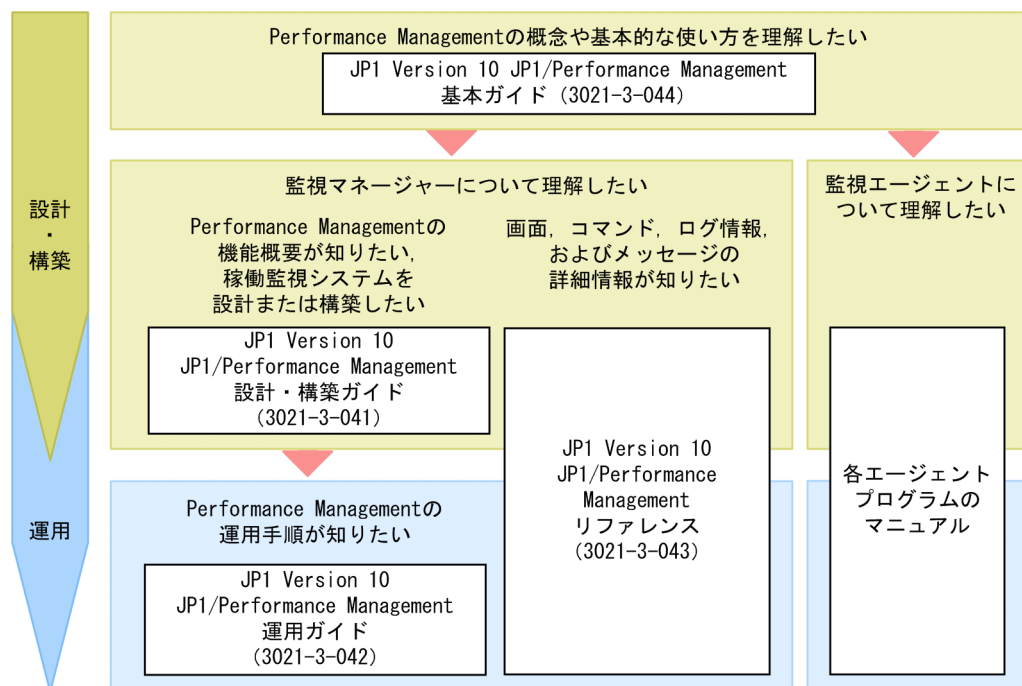 Performance Managementの概念や基本的な使い方を理解したい
JP1 Version 10 JP1/Performance Management
基本ガイド(3021-3-044)
設計
・
構築
監視マネージャーについて理解したい
Performance Managementの
機能概要が知りたい,
稼働監視システムを
設計または構築したい
画面, コマンド, ログ情報,
およびメッセージの
詳細情報が知りたい
監視エージェントに
ついて理解したい
JP1 Version 10
JP1/Performance Management
設計・構築ガイド
(3021-3-041)
JP1 Version 10
JP1/Performance
Management
リファレンス
(3021-3-043)
各エージェント
プログラムの
マニュアル
運用
Performance Managementの
運用手順が知りたい
JP1 Version 10
JP1/Performance Management
運用ガイド
(3021-3-042)